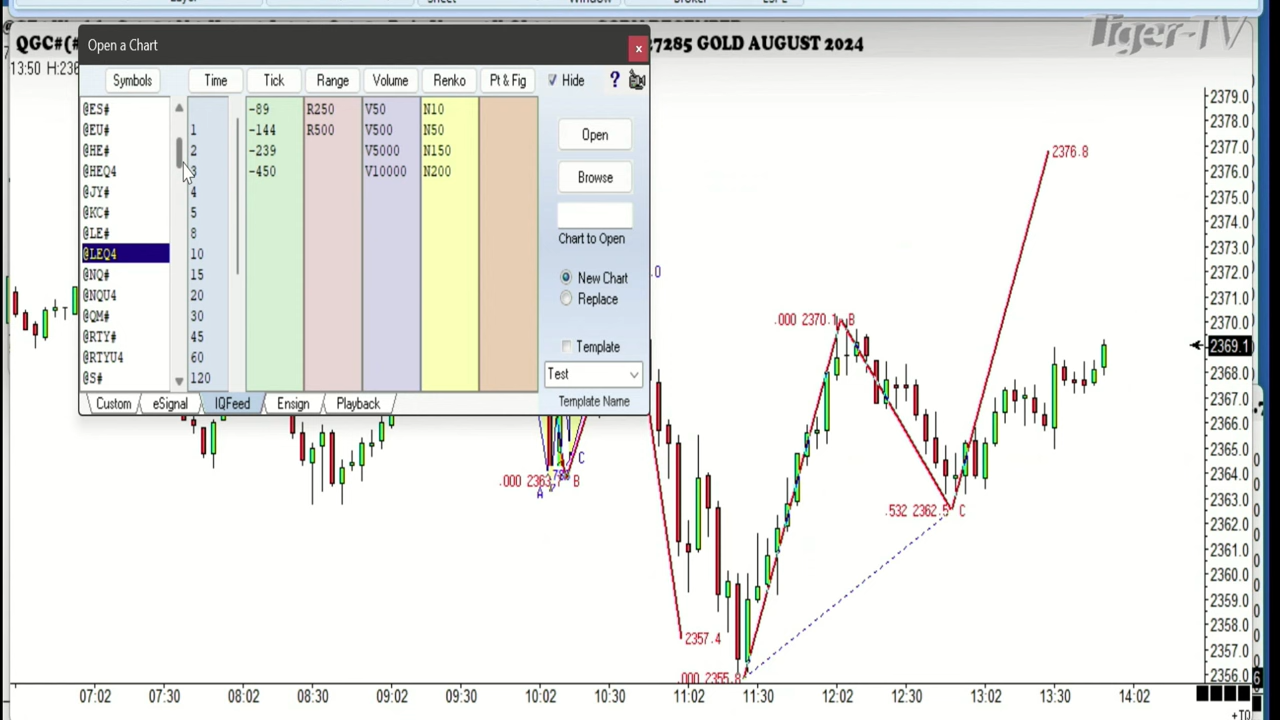 QGC#(# 27285 GOLD AUGUST 2024
Tiger-TV
Open a Chart
x
Symbols Time Tick Range Volume Renko Pt & Fig Hide ?
@ES# -89 R250 V50 N10
@EU# 1 -144 R500 V500 N50
@HE# 2 -239 V5000 N150
@HEQ4 3 -450 V10000 N200
@JY# 4
@KC# 5
@LE# 8
@LEQ4 10
@NQ# 15
@NQU4 20
@QM# 30
@RTY# 45
@RTYU4 60
@S# 120
Open
Browse
Chart to Open
New Chart
Replace
Template
Test
Template Name
Custom eSignal IQFeed Ensign Playback
2376.8
.000 2370.1 B
.532 2362.5 C
C
B
A
2357.4
.000 2355.8
2379.0
2378.0
2377.0
2376.0
2375.0
2374.0
2373.0
2372.0
2371.0
2370.0
2369.1
2368.0
2367.0
2366.0
2365.0
2364.0
2363.0
2362.0
2361.0
2360.0
2359.0
2358.0
2357.0
2356.0
07:02 07:30 08:02 08:30 09:02 09:30 10:02 10:30 11:02 11:30 12:02 12:30 13:02 13:30 14:02